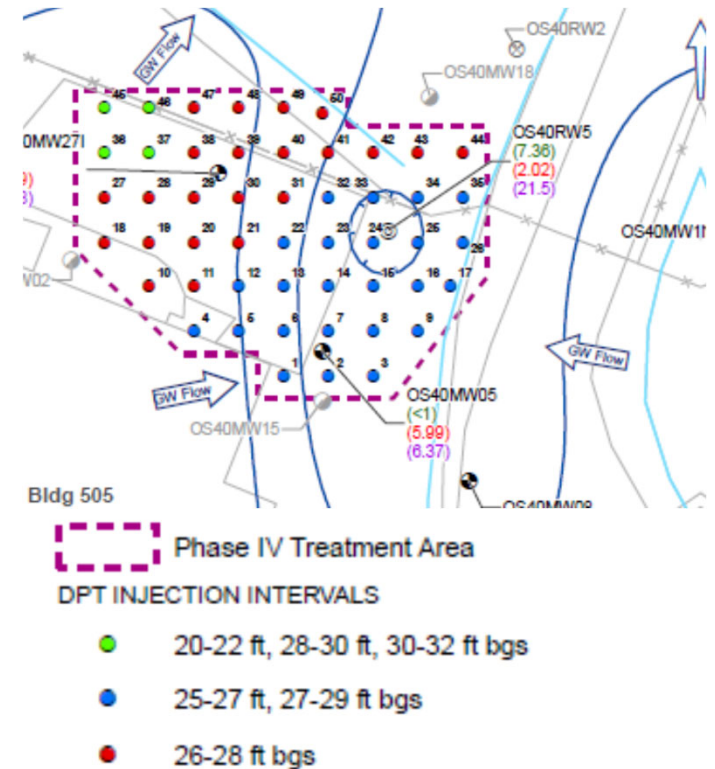 OS40RW2
GW Flow
OS40MW18
45 46 47 48 49 50
OS40RW5
0MW27I
36 37 38 39 40 41 42 43 44
(7.36)
(2.02)
(21.5)
27 28 29 30 31 32 33 34 35
18 19 20 21 22 23 24 25 26
OS40MW1
W02
10 11 12 13 14 15 16 17
4 5 6 7 8 9
GW Flow
1 2 3
GW Flow
OS40MW05
(<1)
(5.99)
(6.37)
OS40MW15
Bldg 505
OS40MW08
Phase IV Treatment Area
DPT INJECTION INTERVALS
20-22 ft, 28-30 ft, 30-32 ft bgs
25-27 ft, 27-29 ft bgs
26-28 ft bgs